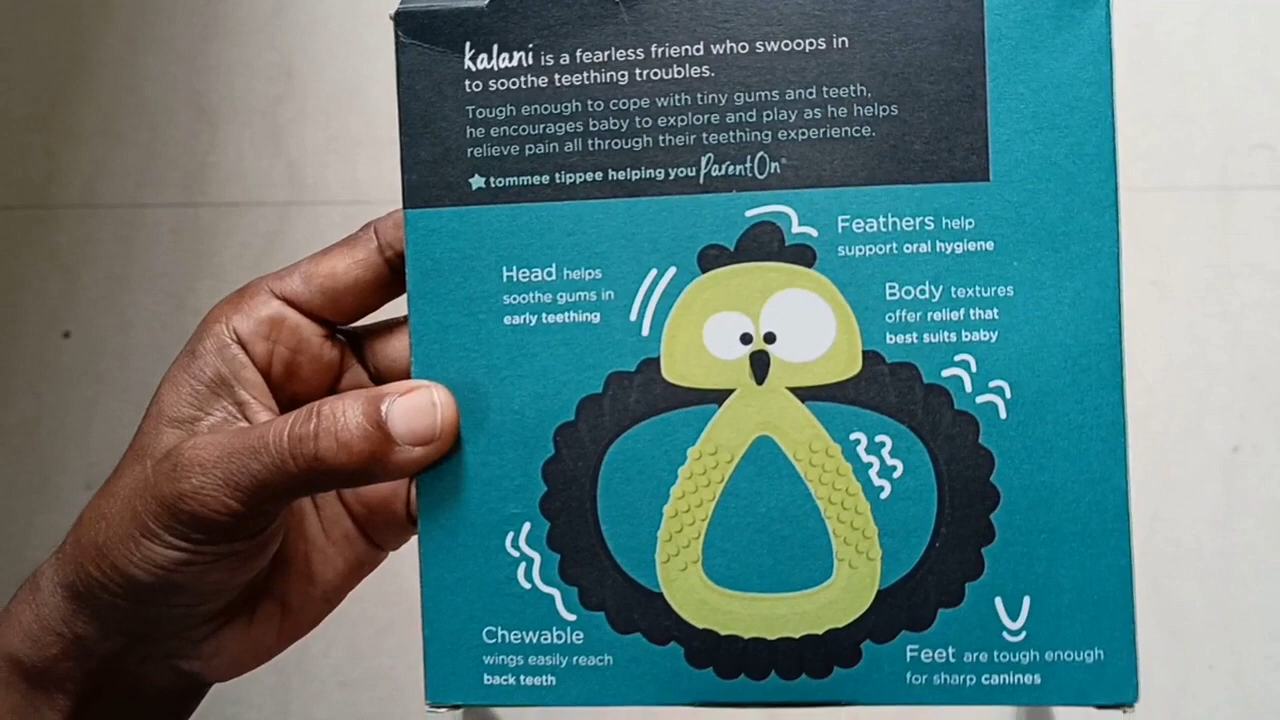 kalani is a fearless friend who swoops in
to soothe teething troubles.
Tough enough to cope with tiny gums and teeth,
he encourages baby to explore and play as he helps
relieve pain all through their teething experience.
tommee tippee helping you ParentOn®
Feathers help
support oral hygiene
Head helps
soothe gums in
early teething
Body textures
offer relief that
best suits baby
Chewable
wings easily reach
back teeth
Feet are tough enough
for sharp canines